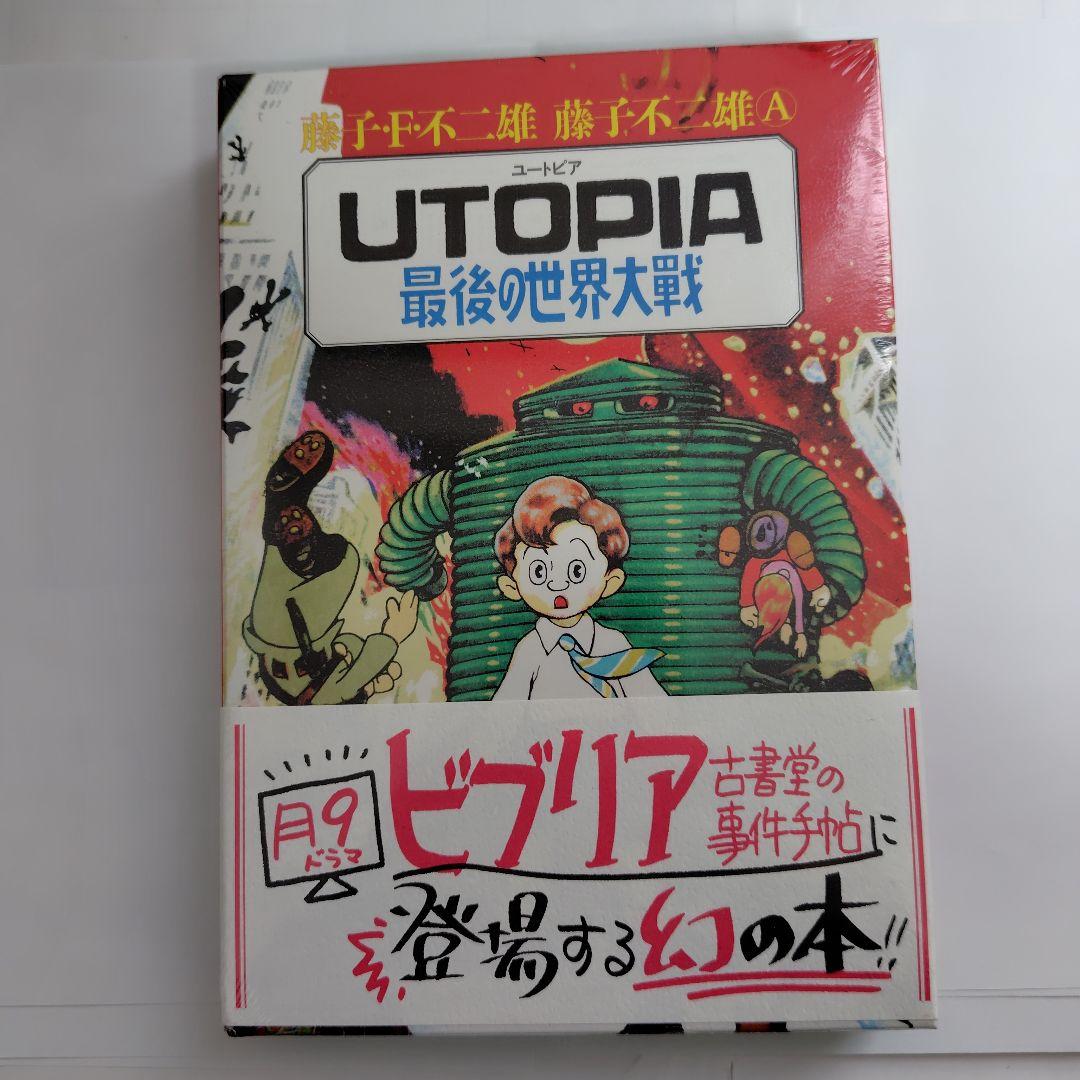 藤子・F・不二雄 藤子不二雄Ⓐ
ユートピア
UTOPIA
最後の世界大戰
月9
ドラマ
ビブリア
古書堂の
事件手帖に
登場する幻の本!!